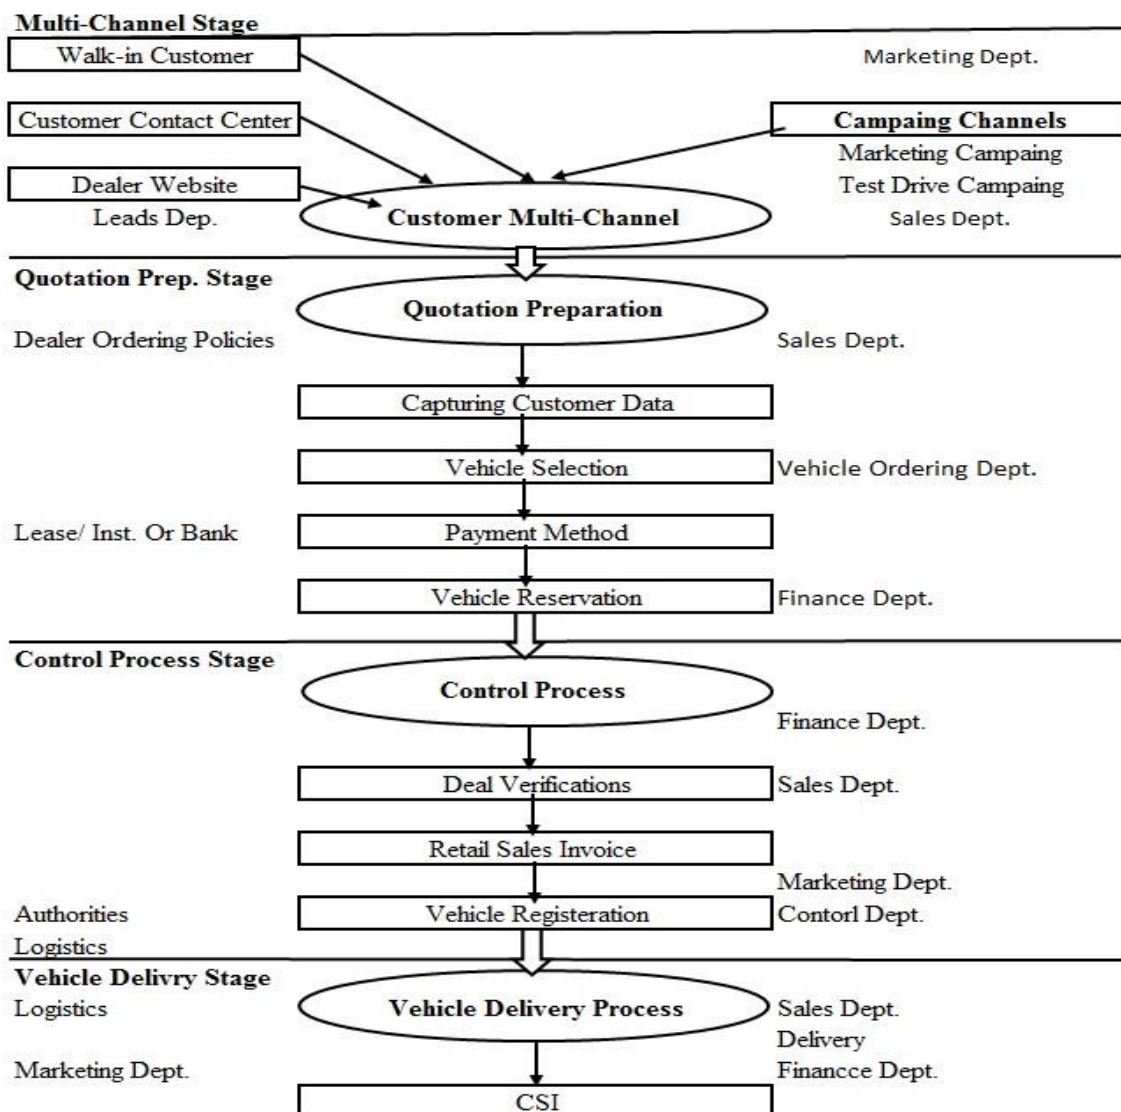 Multi-Channel Stage
Walk-in Customer
Marketing Dept.
Customer Contact Center
Campaing Channels
Marketing Campaing
Dealer Website
Test Drive Campaing
Leads Dep.
Customer Multi-Channel
Sales Dept.
Quotation Prep. Stage
Quotation Preparation
Dealer Ordering Policies
Sales Dept.
Capturing Customer Data
Vehicle Selection
Vehicle Ordering Dept.
Lease/ Inst. Or Bank
Payment Method
Vehicle Reservation
Finance Dept.
Control Process Stage
Control Process
Finance Dept.
Deal Verifications
Sales Dept.
Retail Sales Invoice
Marketing Dept.
Authorities
Vehicle Registeration
Contorl Dept.
Logistics
Vehicle Delivry Stage
Logistics
Vehicle Delivery Process
Sales Dept.
Delivery
Marketing Dept.
Financce Dept.
CSI